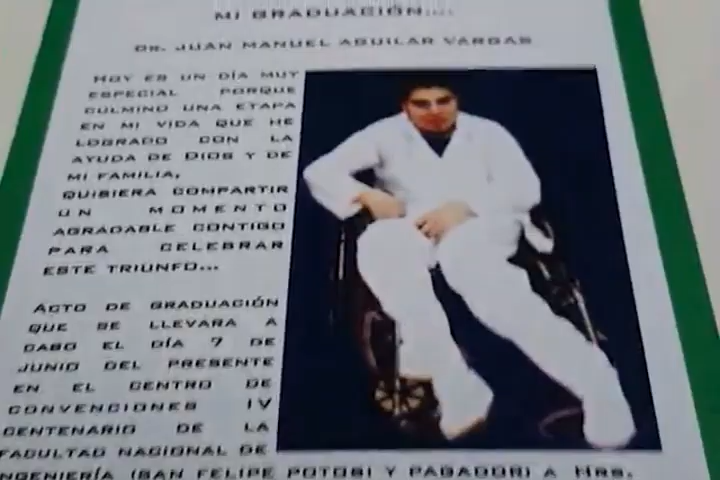 MI GRADUACIÓN....
DR. JUAN MANUEL AGUILAR VARGAS
HOY ES UN DÍA MUY
ESPECIAL PORQUE
CULMINO UNA ETAPA
EN MI VIDA QUE HE
LOGRADO CON LA
AYUDA DE DIOS Y DE
MI FAMILIA,
QUISIERA COMPARTIR
UN MOMENTO
AGRADABLE CONTIGO
PARA CELEBRAR
ESTE TRIUNFO...
ACTO DE GRADUACIÓN
QUE SE LLEVARA A
CABO EL DÍA 7 DE
JUNIO DEL PRESENTE
EN EL CENTRO DE
CONVENCIONES IV
CENTENARIO DE LA
FACULTAD NACIONAL DE
INGENIERÍA (SAN FELIPE POTOSI Y PAGADOR) A HRS.